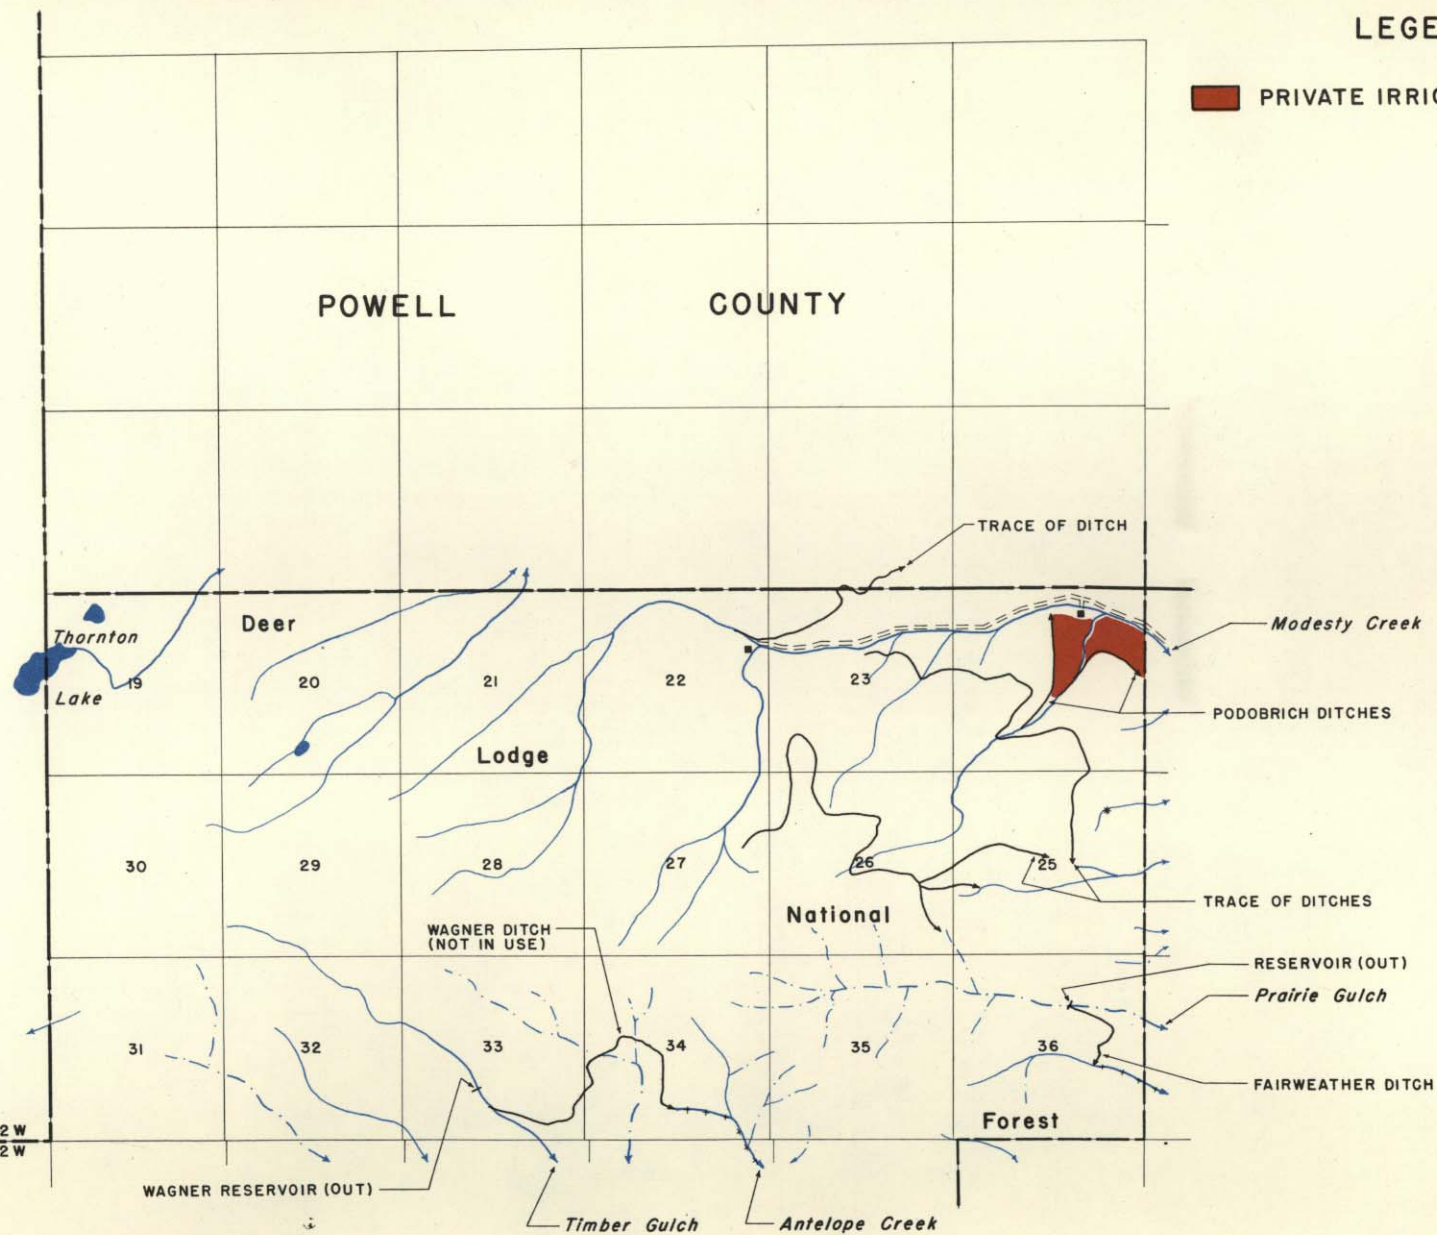 LEGE
PRIVATE IRRIG
POWELL COUNTY
TRACE OF DITCH
Deer
Modesty Creek
Thornton
Lake
19
20
21
22
23
PODOBRICH DITCHES
Lodge
30
29
28
27
26
25
TRACE OF DITCHES
National
WAGNER DITCH
(NOT IN USE)
RESERVOIR (OUT)
Prairie Gulch
31
32
33
34
35
36
FAIRWEATHER DITCH
Forest
2 W
2 W
WAGNER RESERVOIR (OUT)
Timber Gulch
Antelope Creek